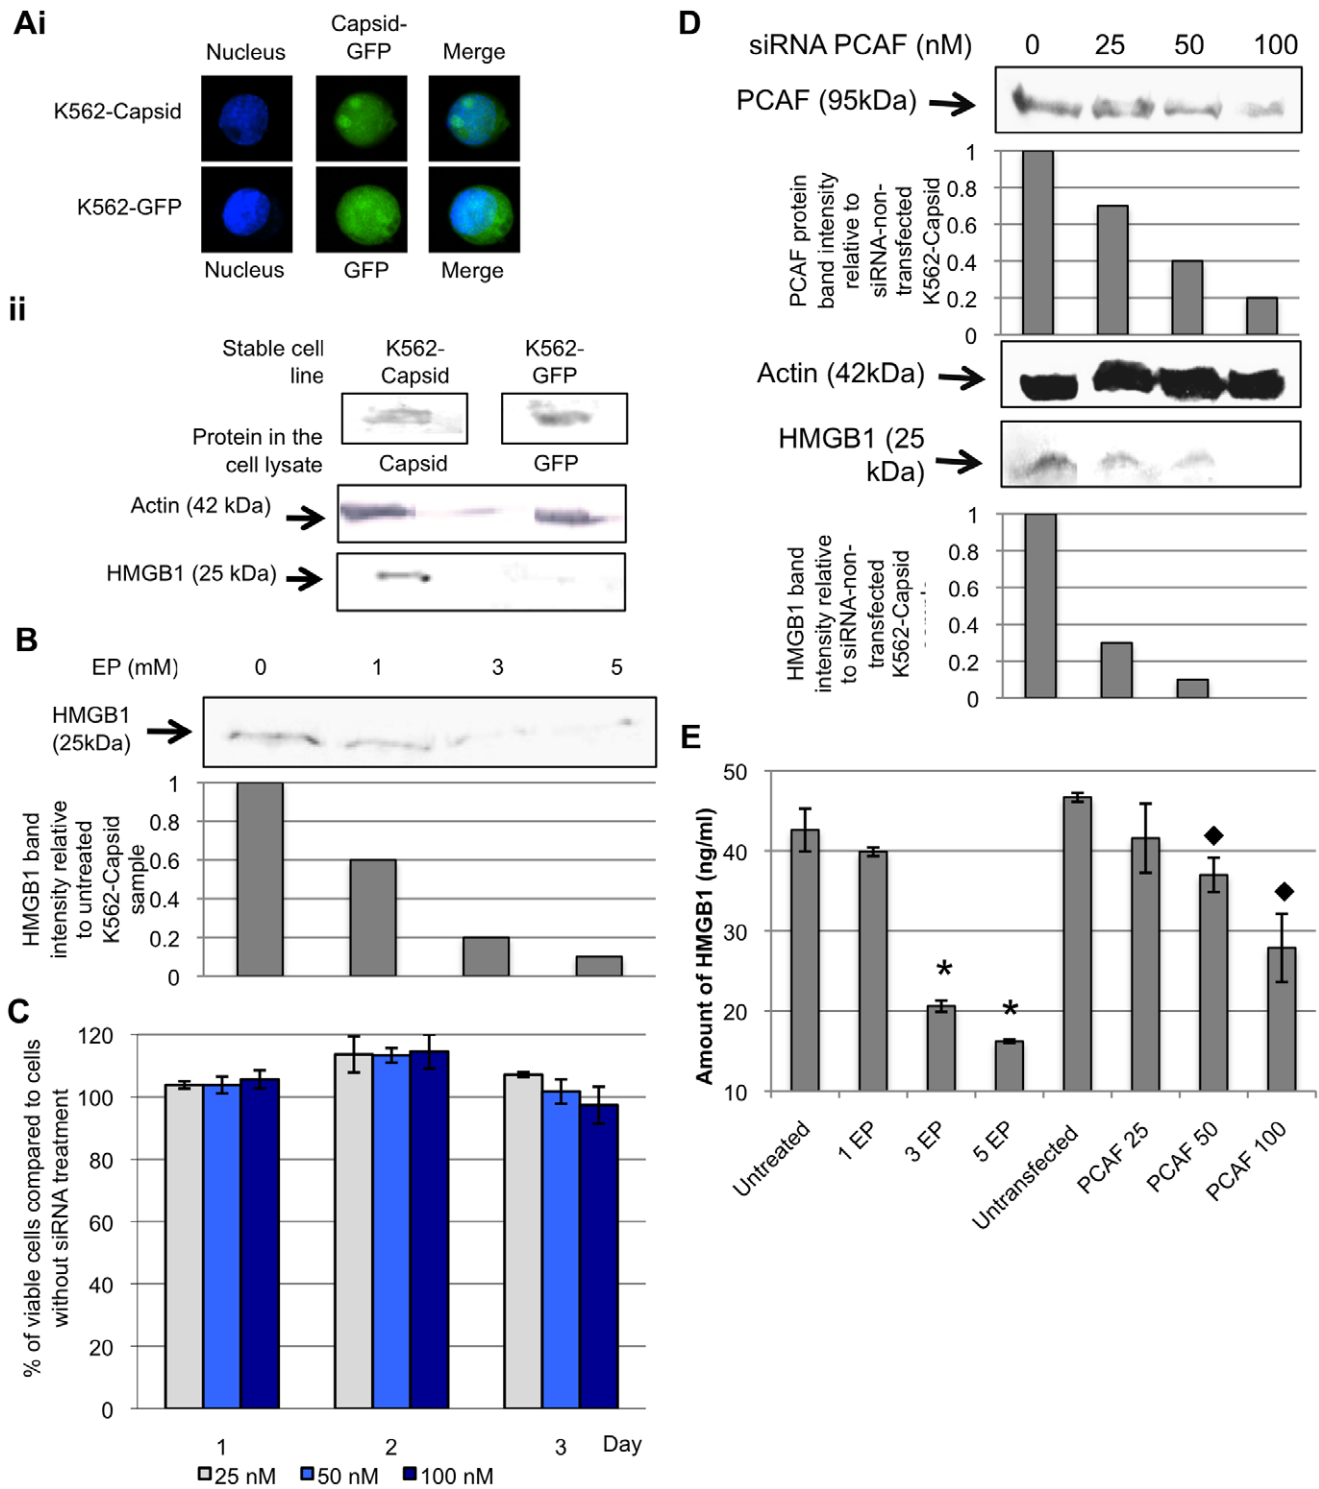 Ai
Capsid-
Nucleus GFP Merge
K562-Capsid
K562-GFP
Nucleus GFP Merge
ii
Stable cell line
K562-Capsid
K562-GFP
Protein in the cell lysate
Capsid GFP
Actin (42 kDa)
HMGB1 (25 kDa)
B
EP (mM) 0 1 3 5
HMGB1
(25kDa)
HMGB1 band
intensity relative
to untreated
K562-Capsid
sample
1
0.8
0.6
0.4
0.2
0
C
% of viable cells compared to cells
without siRNA treatment
120
100
80
60
40
20
0
1 2 3 Day
25 nM 50 nM 100 nM
D
siRNA PCAF (nM) 0 25 50 100
PCAF (95kDa)
PCAF protein
band intensity
relative to
siRNA-non-
transfected
K562-Capsid
1
0.8
0.6
0.4
0.2
0
Actin (42kDa)
HMGB1 (25
kDa)
HMGB1 band
intensity relative
to siRNA-non-
transfected
K562-Capsid
1
0.8
0.6
0.4
0.2
0
E
Amount of HMGB1 (ng/ml)
50
40
30
20
10
* *
Untreated
1 EP
3 EP
5 EP
Untransfected
PCAF 25
PCAF 50
PCAF 100